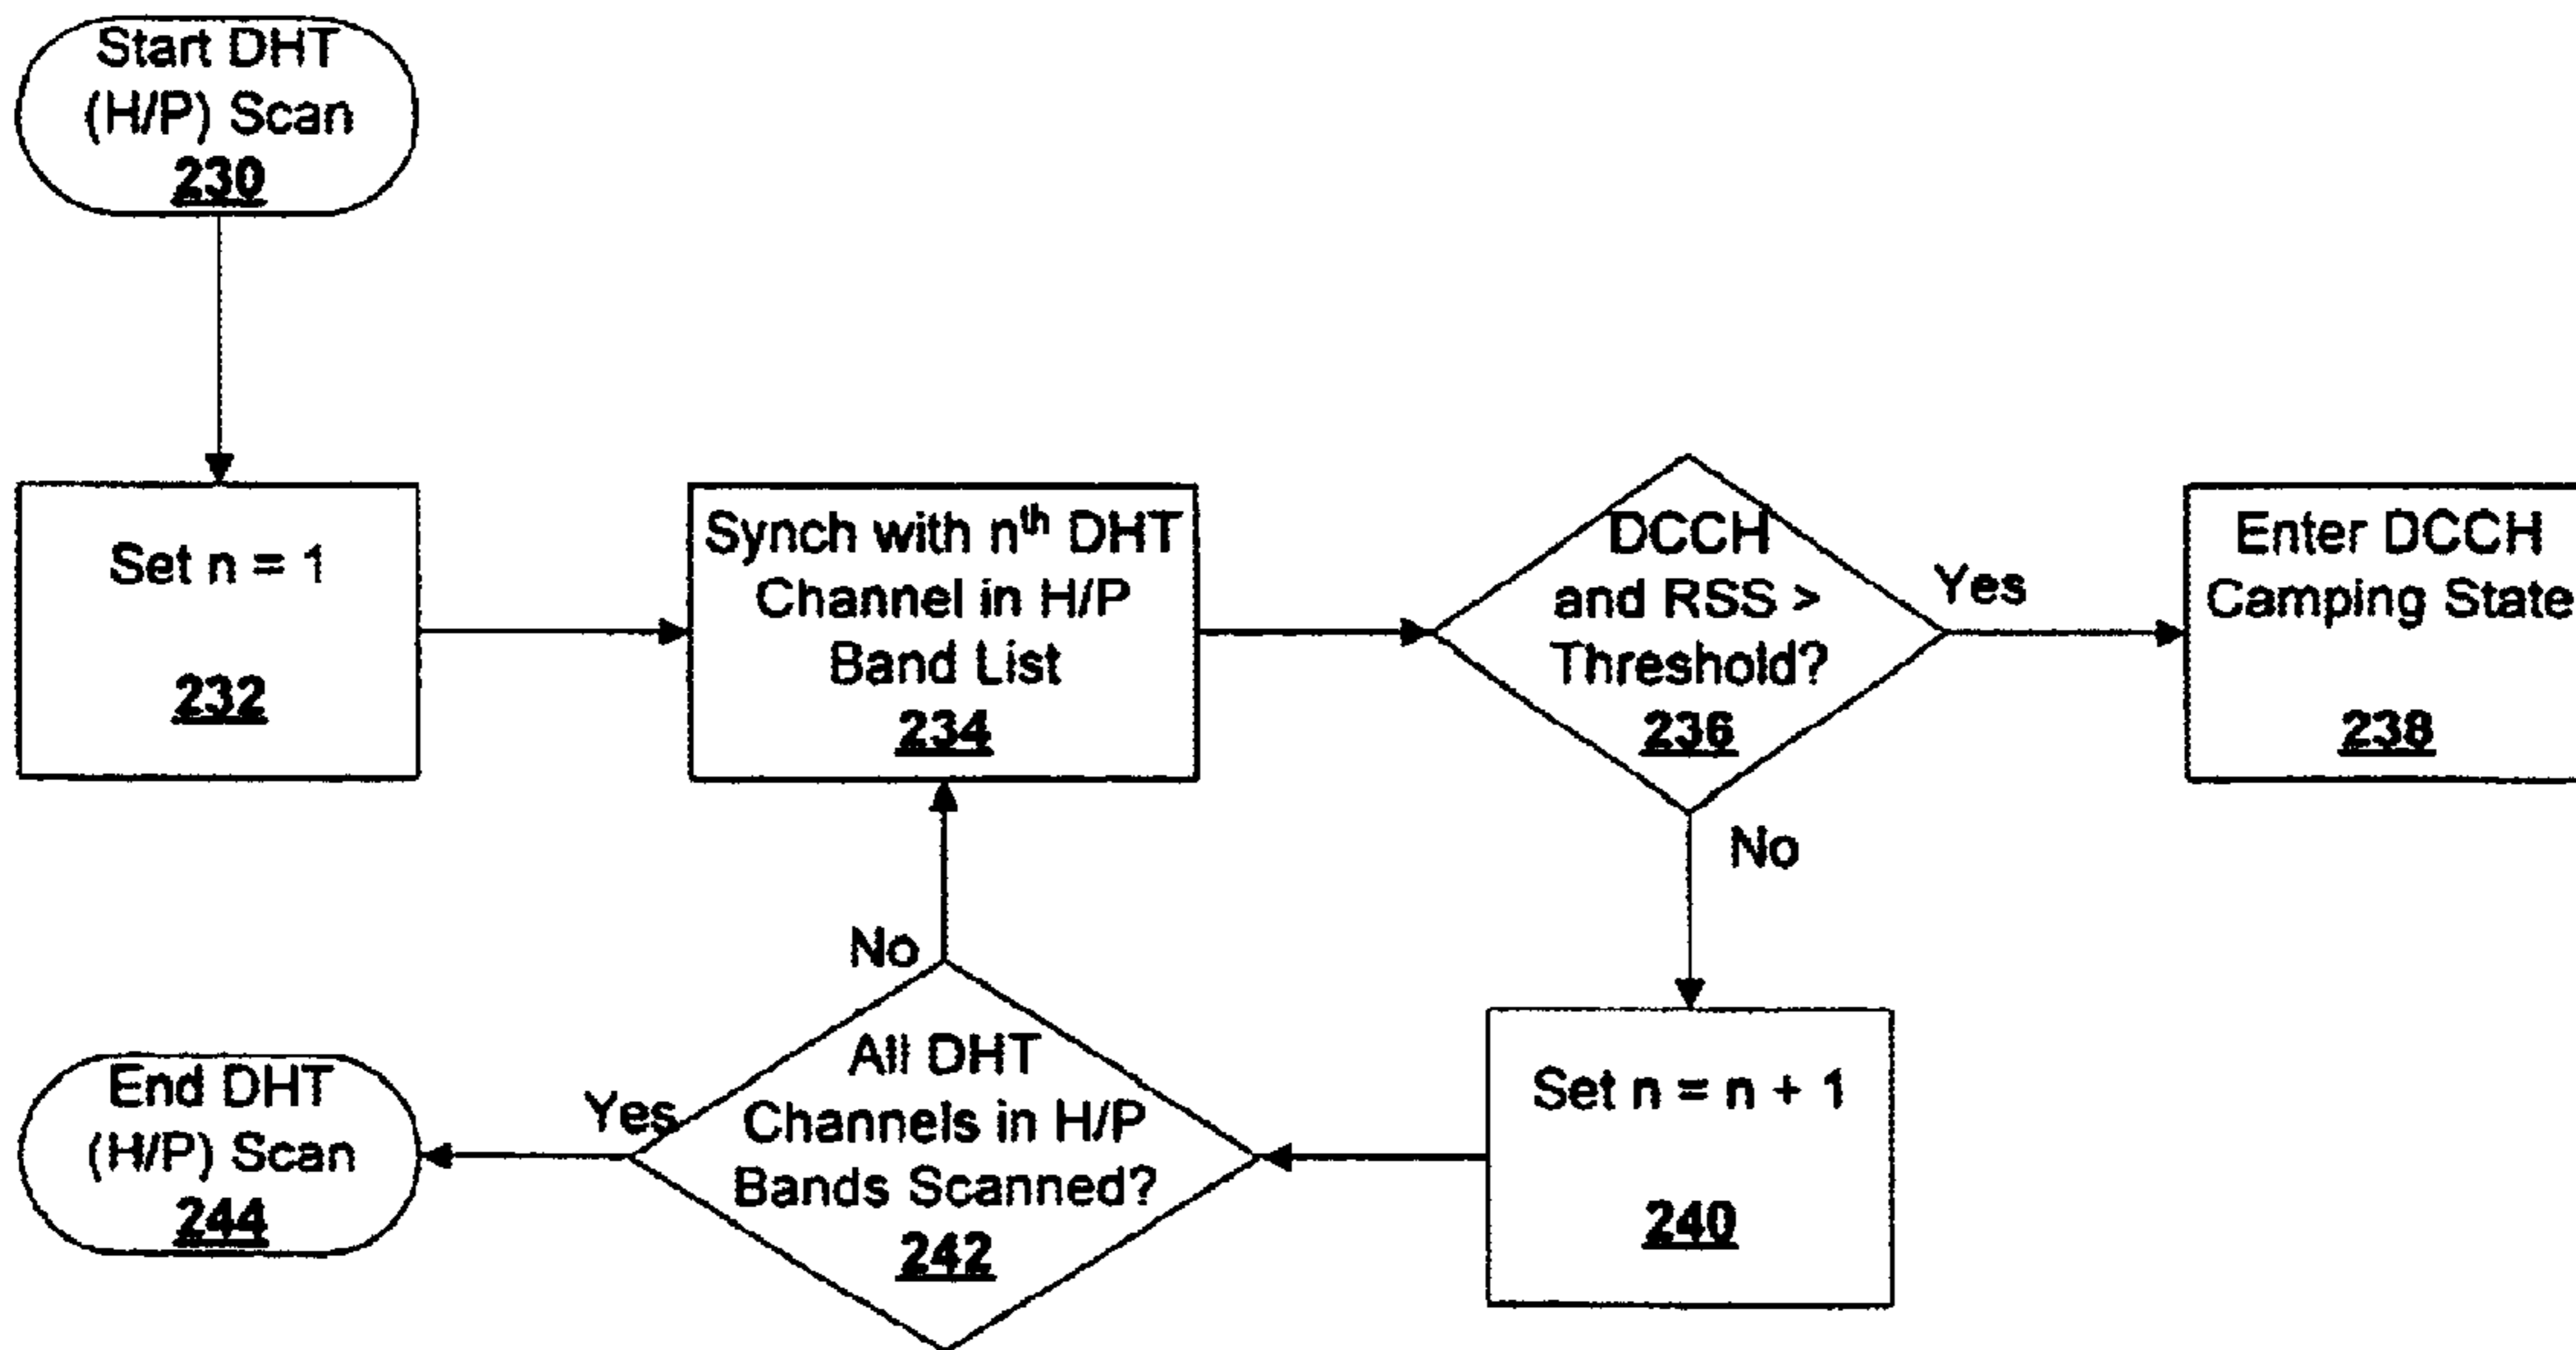 Start DHT
(H/P) Scan
230
Set n = 1
232
Synch with nth DHT
Channel in H/P
Band List
234
DCCH
and RSS >
Threshold?
236
Yes
Enter DCCH
Camping State
238
No
Set n = n + 1
240
All DHT
Channels in H/P
Bands Scanned?
242
No
Yes
End DHT
(H/P) Scan
244